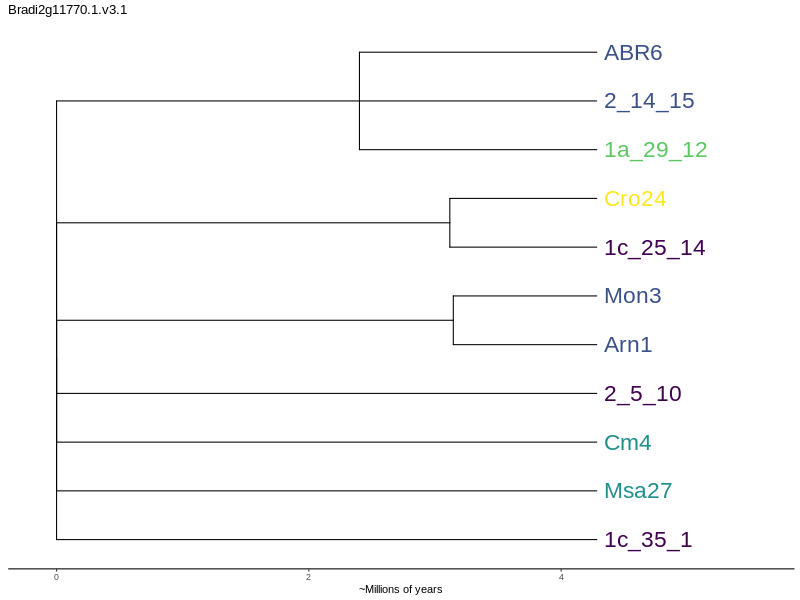 Bradi2g11770.1.v3.1
ABR6
2_14_15
1a_29_12
Cro24
1c_25_14
Mon3
Arn1
2_5_10
Cm4
Msa27
1c_35_1
0 2 4
~Millions of years